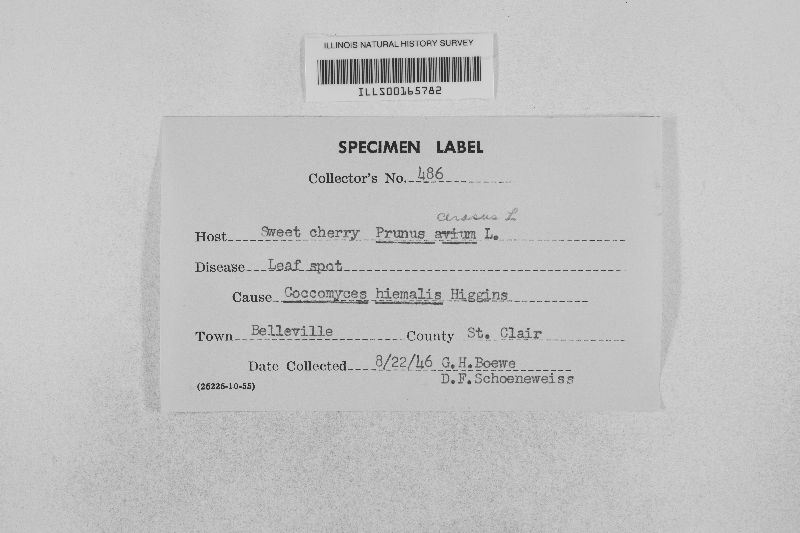 ILLINOIS NATURAL HISTORY SURVEY
ILLS00165782
SPECIMEN LABEL
Collector's No. 486
cerasus L
Host Sweet cherry Prunus avium L.
Disease Leaf spot
Cause Coccomyces hiemalis Higgins
Town Belleville County St. Clair
Date Collected 8/22/46 G.H.Boewe
D.F.Schoeneweiss
(26226-10-55)